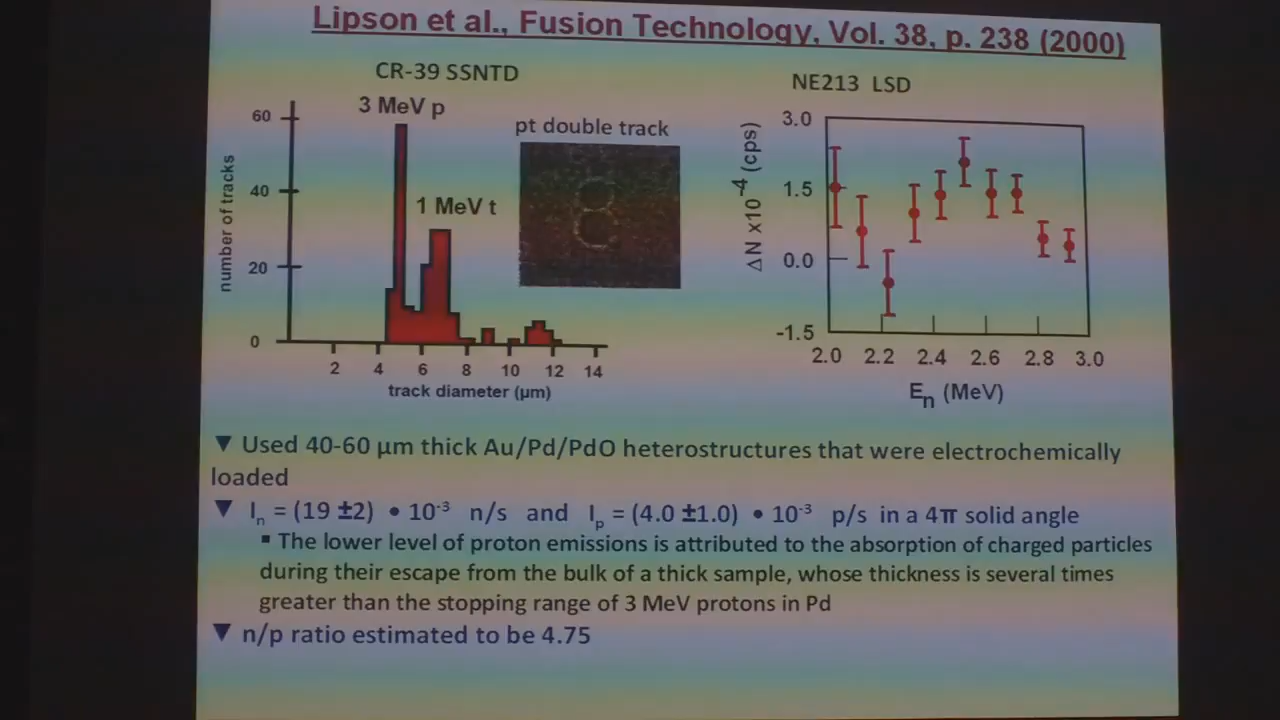 Lipson et al., Fusion Technology, Vol. 38, p. 238 (2000)
CR-39 SSNTD
3 MeV p
1 MeV t
pt double track
number of tracks
60
40
20
0
2 4 6 8 10 12 14
track diameter (µm)
NE213 LSD
ΔN x10⁻⁴ (cps)
3.0
1.5
0.0
-1.5
2.0 2.2 2.4 2.6 2.8 3.0
Eₙ (MeV)
▼ Used 40-60 µm thick Au/Pd/PdO heterostructures that were electrochemically
loaded
▼ Iₙ = (19 ±2) • 10⁻³ n/s and Iₚ = (4.0 ±1.0) • 10⁻³ p/s in a 4π solid angle
▪ The lower level of proton emissions is attributed to the absorption of charged particles
during their escape from the bulk of a thick sample, whose thickness is several times
greater than the stopping range of 3 MeV protons in Pd
▼ n/p ratio estimated to be 4.75